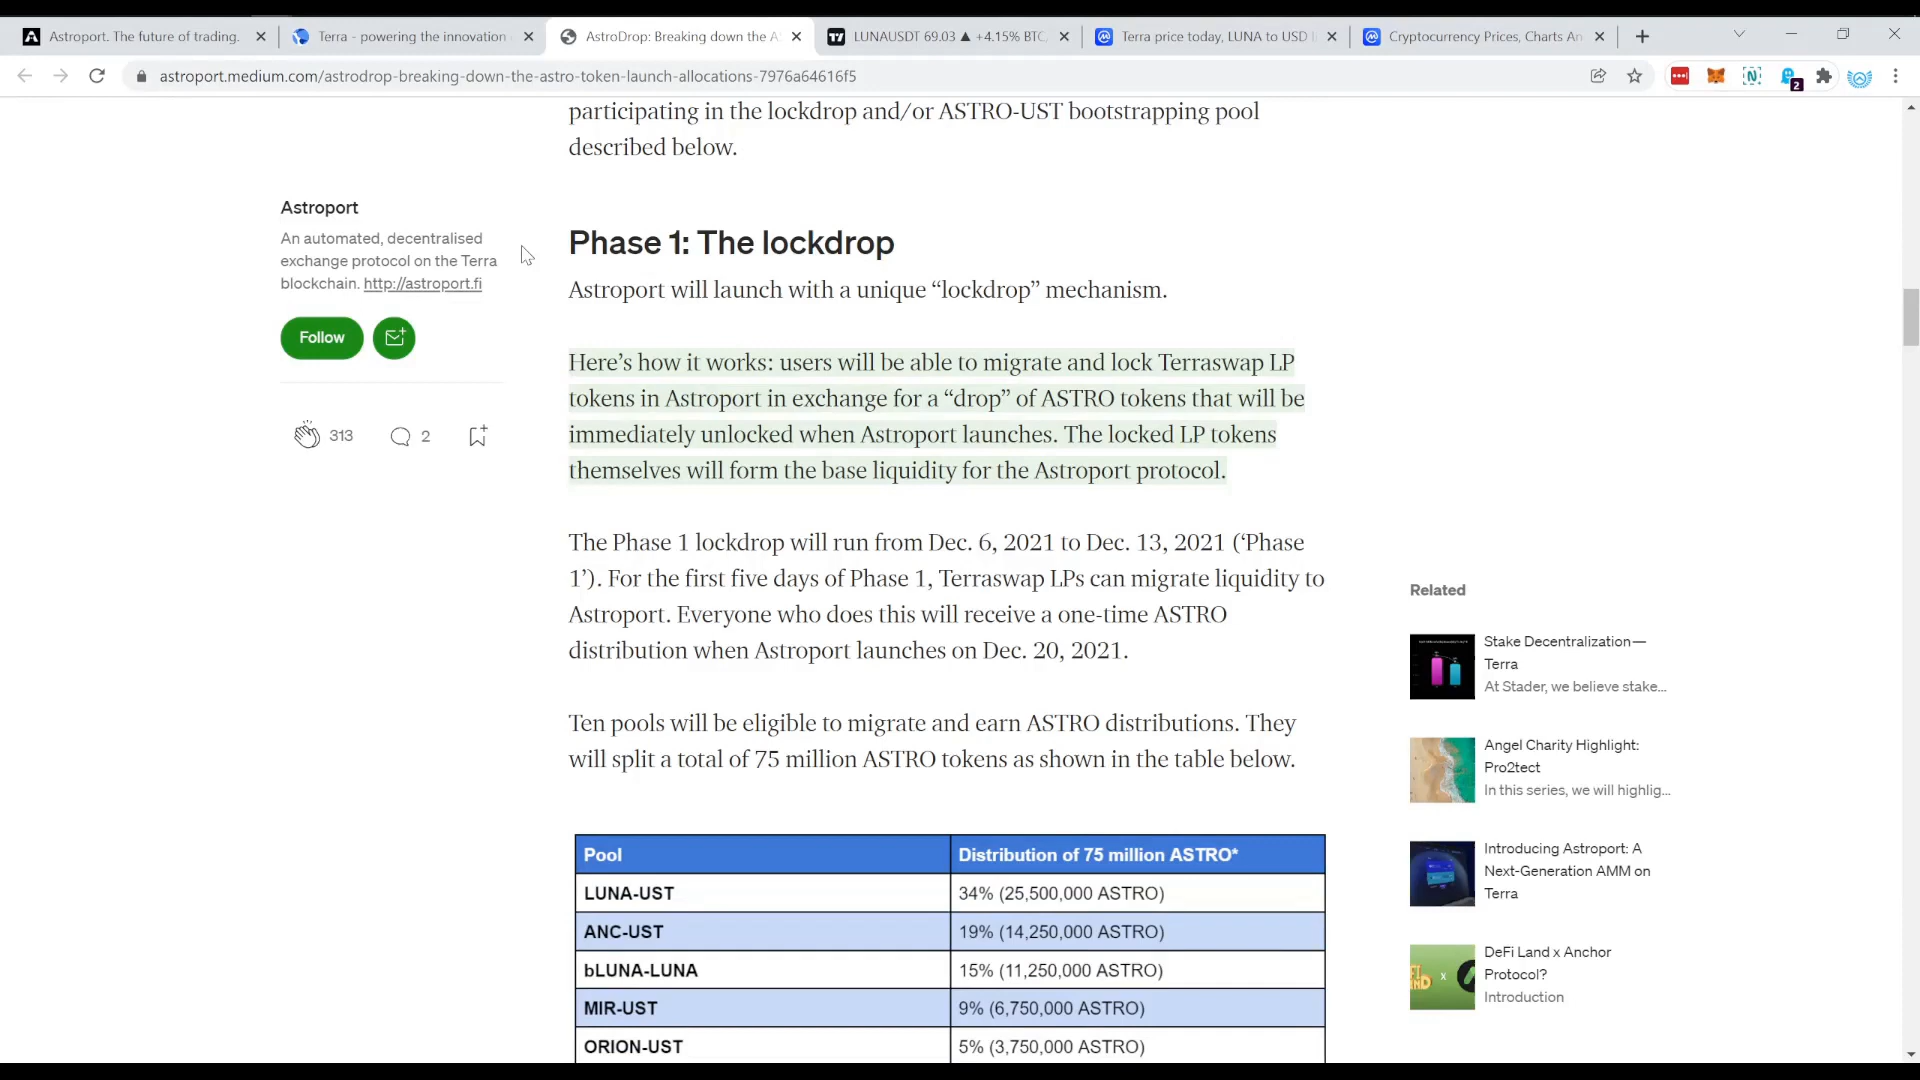 Astroport. The future of trading.
Terra - powering the innovation
AstroDrop: Breaking down the A
LUNAUSDT 69.03 ▲ +4.15% BTC
Terra price today, LUNA to USD
Cryptocurrency Prices, Charts An
astroport.medium.com/astrodrop-breaking-down-the-astro-token-launch-allocations-7976a64616f5
2
participating in the lockdrop and/or ASTRO-UST bootstrapping pool
described below.
Astroport
An automated, decentralised
exchange protocol on the Terra
blockchain. http://astroport.fi
Follow
313
2
Phase 1: The lockdrop
Astroport will launch with a unique “lockdrop” mechanism.
Here’s how it works: users will be able to migrate and lock Terraswap LP
tokens in Astroport in exchange for a “drop” of ASTRO tokens that will be
immediately unlocked when Astroport launches. The locked LP tokens
themselves will form the base liquidity for the Astroport protocol.
The Phase 1 lockdrop will run from Dec. 6, 2021 to Dec. 13, 2021 (‘Phase
1’). For the first five days of Phase 1, Terraswap LPs can migrate liquidity to
Astroport. Everyone who does this will receive a one-time ASTRO
distribution when Astroport launches on Dec. 20, 2021.
Ten pools will be eligible to migrate and earn ASTRO distributions. They
will split a total of 75 million ASTRO tokens as shown in the table below.
Pool Distribution of 75 million ASTRO*
LUNA-UST 34% (25,500,000 ASTRO)
ANC-UST 19% (14,250,000 ASTRO)
bLUNA-LUNA 15% (11,250,000 ASTRO)
MIR-UST 9% (6,750,000 ASTRO)
ORION-UST 5% (3,750,000 ASTRO)
Related
Stake Decentralization—
Terra
At Stader, we believe stake...
Angel Charity Highlight:
Pro2tect
In this series, we will highlig...
Introducing Astroport: A
Next-Generation AMM on
Terra
DeFi Land x Anchor
Protocol?
Introduction